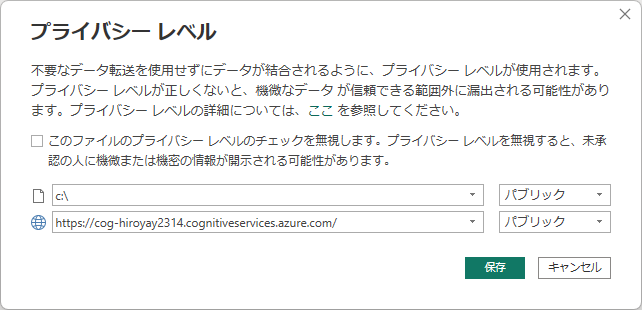 プライバシー レベル
不要なデータ転送を使用せずにデータが結合されるように、プライバシー レベルが使用されます。
プライバシー レベルが正しくないと、機微なデータ が信頼できる範囲外に漏出される可能性があり
ます。プライバシー レベルの詳細については、ここ を参照してください。
このファイルのプライバシー レベルのチェックを無視します。プライバシー レベルを無視すると、未承
認の人に機微または機密の情報が開示される可能性があります。
c:\ パブリック
https://cog-hiroyay2314.cognitiveservices.azure.com/ パブリック
保存 キャンセル